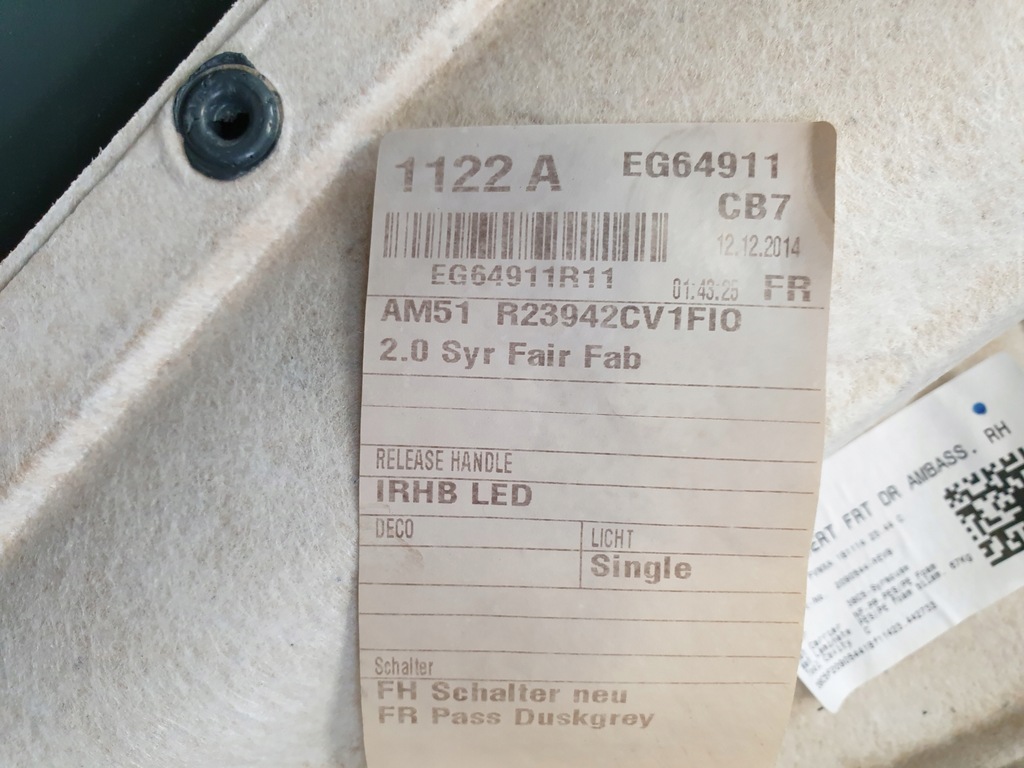 1122 A
EG64911
CB7
12.12.2014
EG64911R11
01:43:25
FR
AM51 R23942CV1FIO
2.0 Syr Fair Fab
RELEASE HANDLE
IRHB LED
DECO
LICHT
Single
Schalter
FH Schalter neu
FR Pass Duskgrey
ERT FRT DR AMBASS. RH